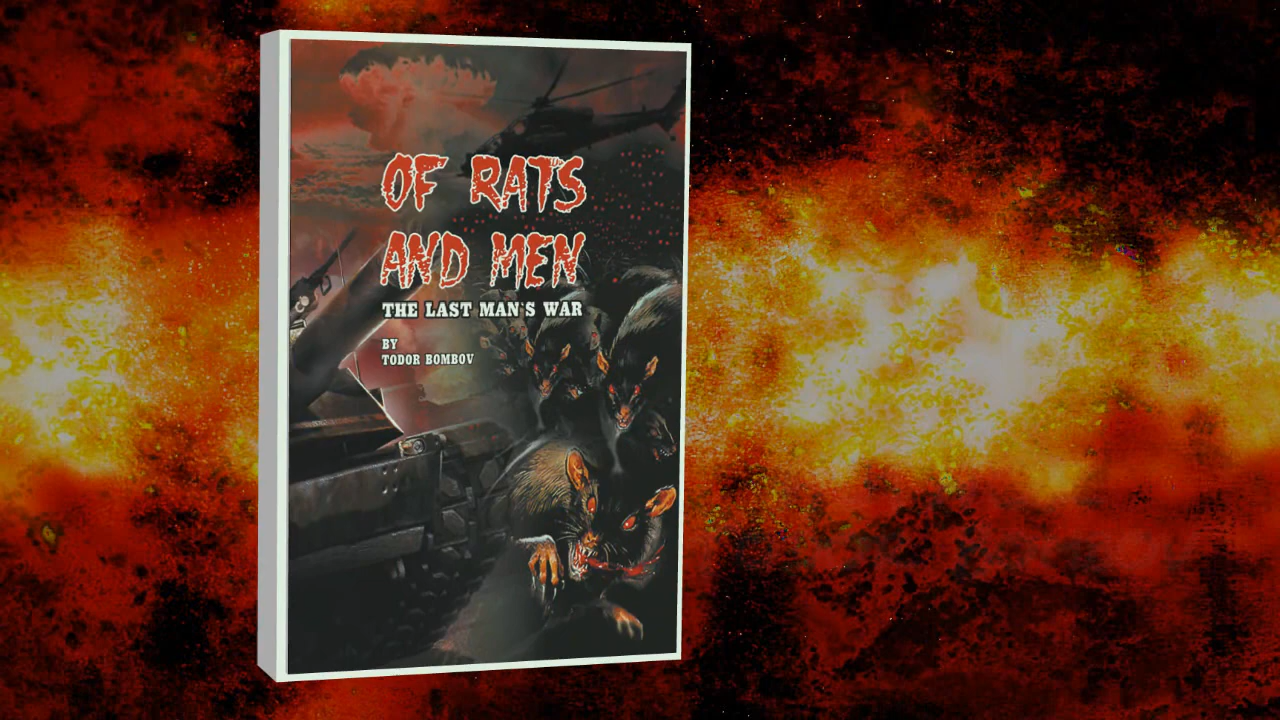 OF RATS
AND MEN
THE LAST MAN`S WAR
BY
TODOR BOMBOV